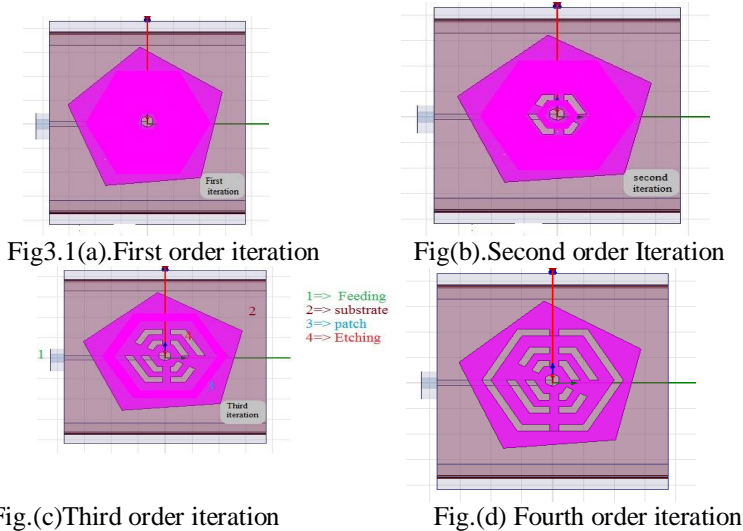 First
iteration
second
iteration
Fig3.1(a).First order iteration
Fig(b).Second order Iteration
1=> Feeding
2=> substrate
3=> patch
4=> Etching
1
2
3
4
Third
iteration
Fig.(c)Third order iteration
Fig.(d) Fourth order iteration